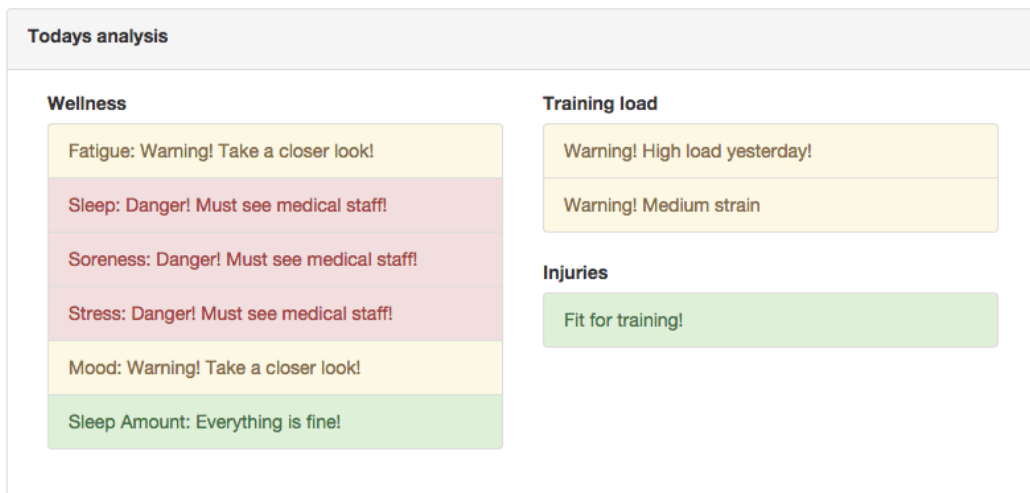 Todays analysis
Wellness
Fatigue: Warning! Take a closer look!
Sleep: Danger! Must see medical staff!
Soreness: Danger! Must see medical staff!
Stress: Danger! Must see medical staff!
Mood: Warning! Take a closer look!
Sleep Amount: Everything is fine!
Training load
Warning! High load yesterday!
Warning! Medium strain
Injuries
Fit for training!